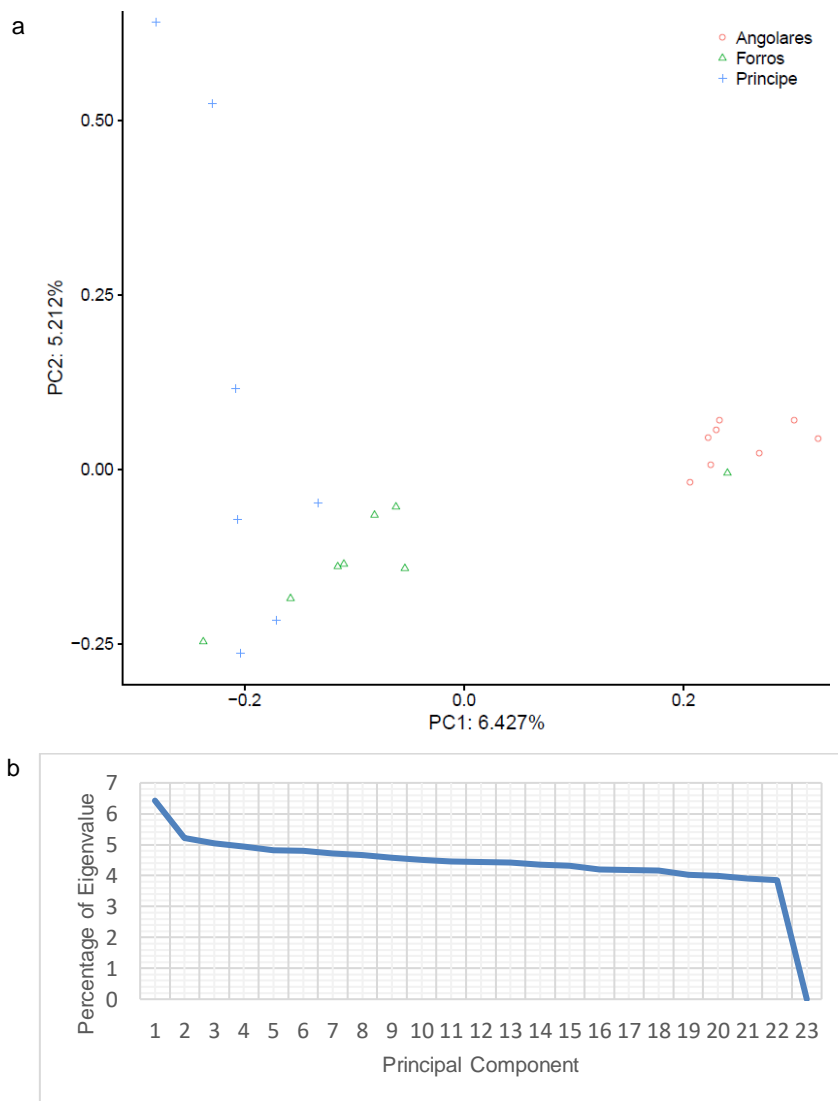 a
Angolares
Forros
Principe
0.50
0.25
0.00
−0.25
PC2: 5.212%
−0.2 0.0 0.2
PC1: 6.427%
b
7
6
5
4
3
2
1
0
Percentage of Eigenvalue
1 2 3 4 5 6 7 8 9 10 11 12 13 14 15 16 17 18 19 20 21 22 23
Principal Component